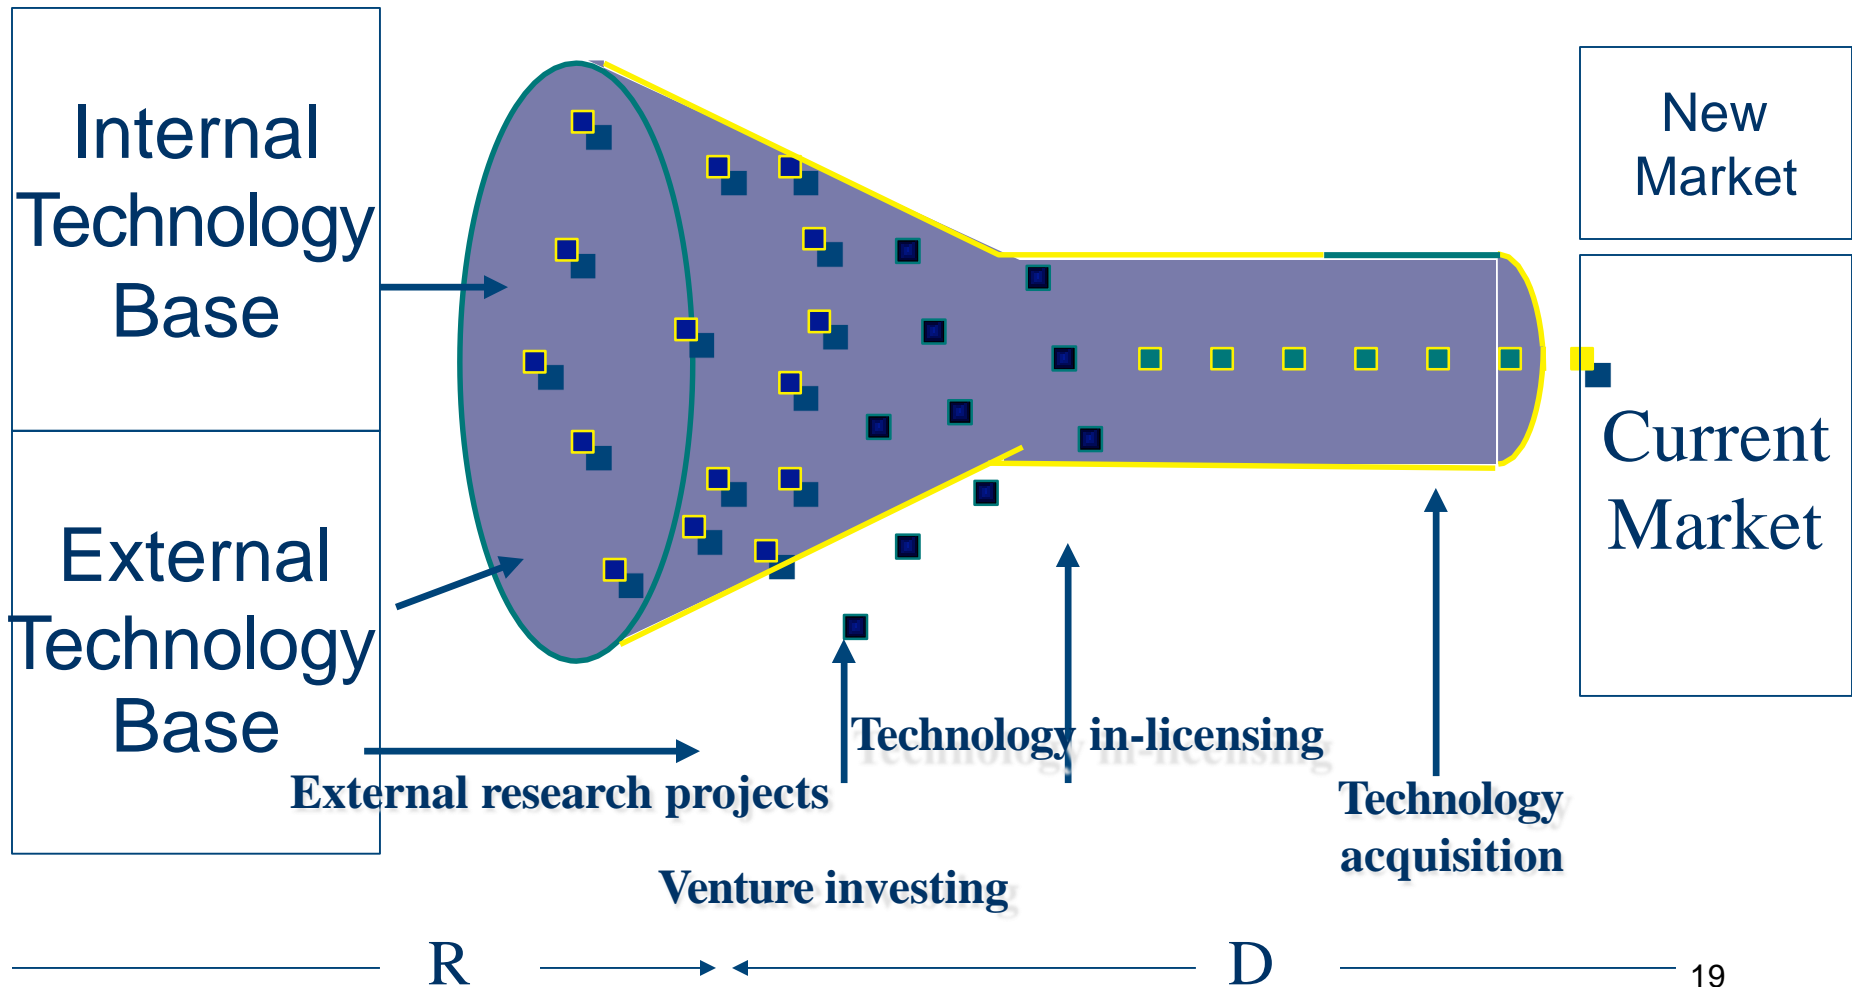 Internal
Technology
Base
External
Technology
Base
New
Market
Current
Market
Technology in-licensing
External research projects
Technology
acquisition
Venture investing
R
D
19